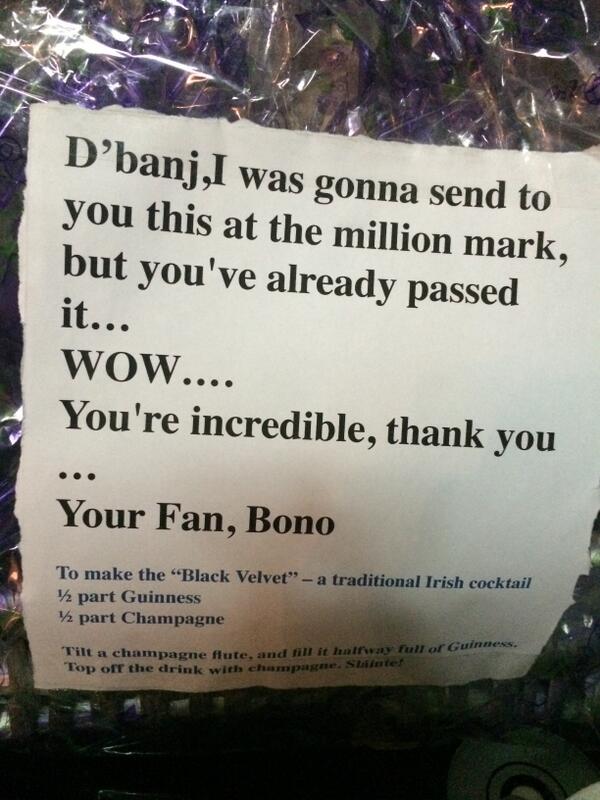 D'banj,I was gonna send to
you this at the million mark,
but you've already passed
it...
WOW....
You're incredible, thank you
...
Your Fan, Bono
To make the “Black Velvet” – a traditional Irish cocktail
½ part Guinness
½ part Champagne
Tilt a champagne flute, and fill it halfway full of Guinness.
Top off the drink with champagne. Sláinte!